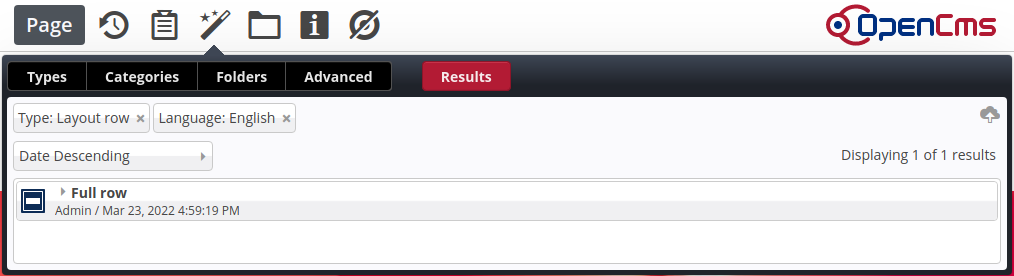 Page
OpenCms
Types Categories Folders Advanced Results
Type: Layout row × Language: English ×
Date Descending
Displaying 1 of 1 results
Full row
Admin / Mar 23, 2022 4:59:19 PM